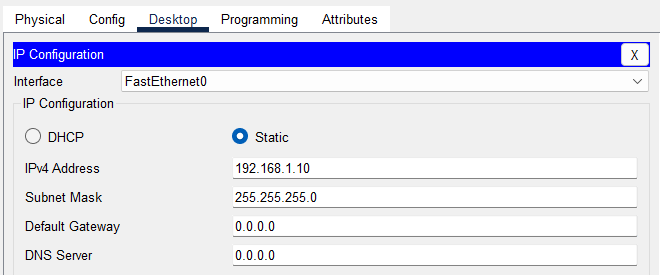 Physical Config Desktop Programming Attributes
IP Configuration X
Interface FastEthernet0
IP Configuration
DHCP Static
IPv4 Address 192.168.1.10
Subnet Mask 255.255.255.0
Default Gateway 0.0.0.0
DNS Server 0.0.0.0